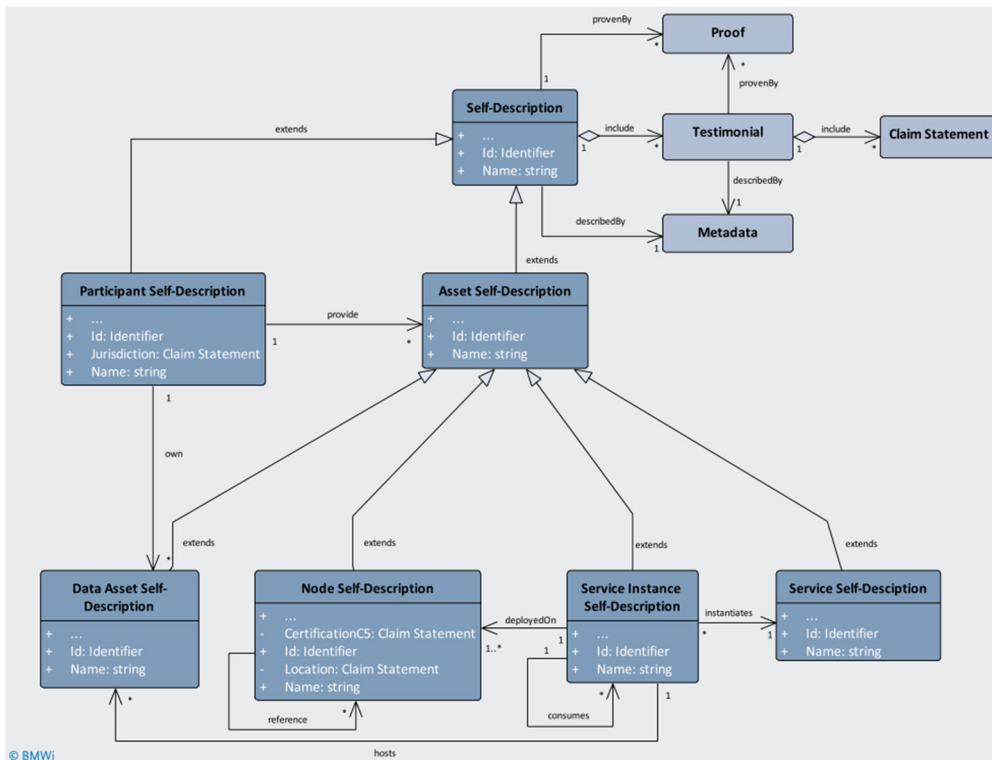 provenBy
Proof
*
1
*
provenBy
Self-Description
+ ...
+ Id: Identifier
+ Name: string
extends
include
1
*
Testimonial
include
1
*
Claim Statement
describedBy
1
describedBy
1
Metadata
extends
Participant Self-Description
+ ...
+ Id: Identifier
+ Jurisdiction: Claim Statement
+ Name: string
provide
1
*
Asset Self-Description
+ ...
+ Id: Identifier
+ Name: string
1
own
*
extends
extends
extends
extends
Data Asset Self-
Description
+ ...
+ Id: Identifier
+ Name: string
*
Node Self-Description
+ ...
- CertificationC5: Claim Statement
+ Id: Identifier
- Location: Claim Statement
+ Name: string
reference
*
deployedOn
1..*
1
Service Instance
Self-Description
+ ...
+ Id: Identifier
+ Name: string
1
*
consumes
1
hosts
instantiates
*
1
Service Self-Desciption
+ ...
+ Id: Identifier
+ Name: string
© BMWi